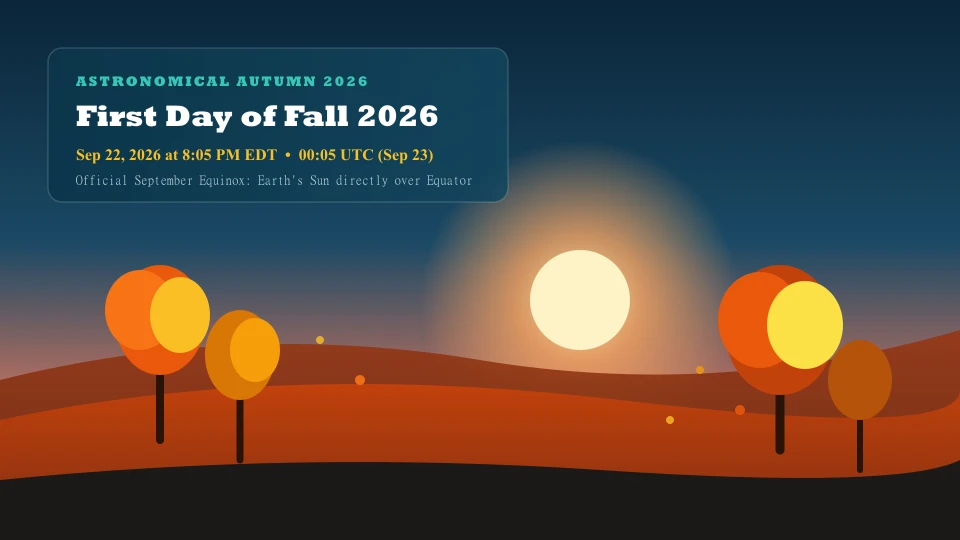 ASTRONOMICAL AUTUMN 2026
First Day of Fall 2026
Sep 22, 2026 at 8:05 PM EDT • 00:05 UTC (Sep 23)
Official September Equinox: Earth's Sun directly over Equator